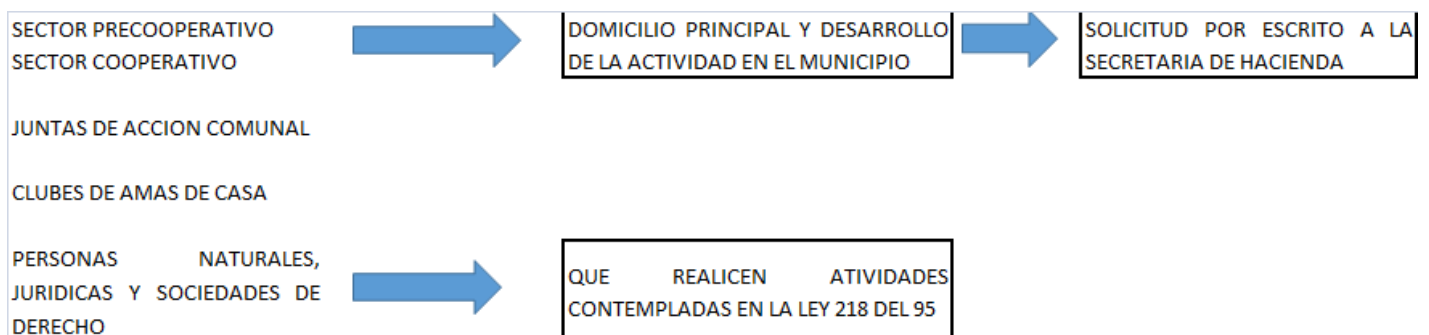 SECTOR PRECOOPERATIVO
SECTOR COOPERATIVO
DOMICILIO PRINCIPAL Y DESARROLLO
DE LA ACTIVIDAD EN EL MUNICIPIO
SOLICITUD POR ESCRITO A LA
SECRETARIA DE HACIENDA
JUNTAS DE ACCION COMUNAL
CLUBES DE AMAS DE CASA
PERSONAS NATURALES,
JURIDICAS Y SOCIEDADES DE
DERECHO
QUE REALICEN ATIVIDADES
CONTEMPLADAS EN LA LEY 218 DEL 95